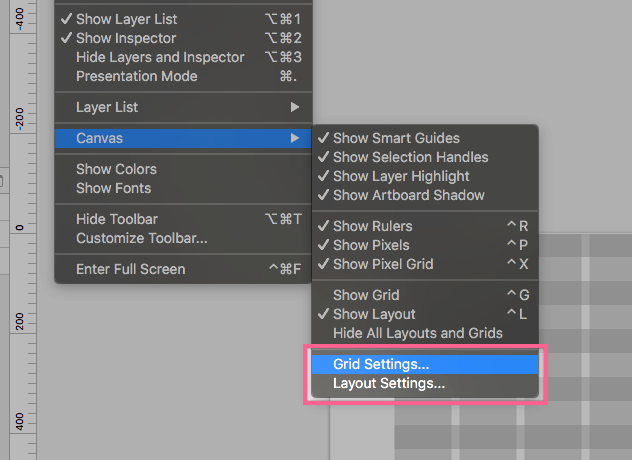 -400
-200
0
200
400
✓ Show Layer List ⌥⌘1
✓ Show Inspector ⌥⌘2
Hide Layers and Inspector ⌥⌘3
Presentation Mode ⌘.
Layer List ▶
Canvas ▶
Show Colors
Show Fonts
Hide Toolbar ⌥⌘T
Customize Toolbar...
Enter Full Screen ^⌘F
✓ Show Smart Guides
✓ Show Selection Handles
✓ Show Layer Highlight
✓ Show Artboard Shadow
✓ Show Rulers ^R
✓ Show Pixels ^P
✓ Show Pixel Grid ^X
Show Grid ^G
✓ Show Layout ^L
Hide All Layouts and Grids
Grid Settings...
Layout Settings...